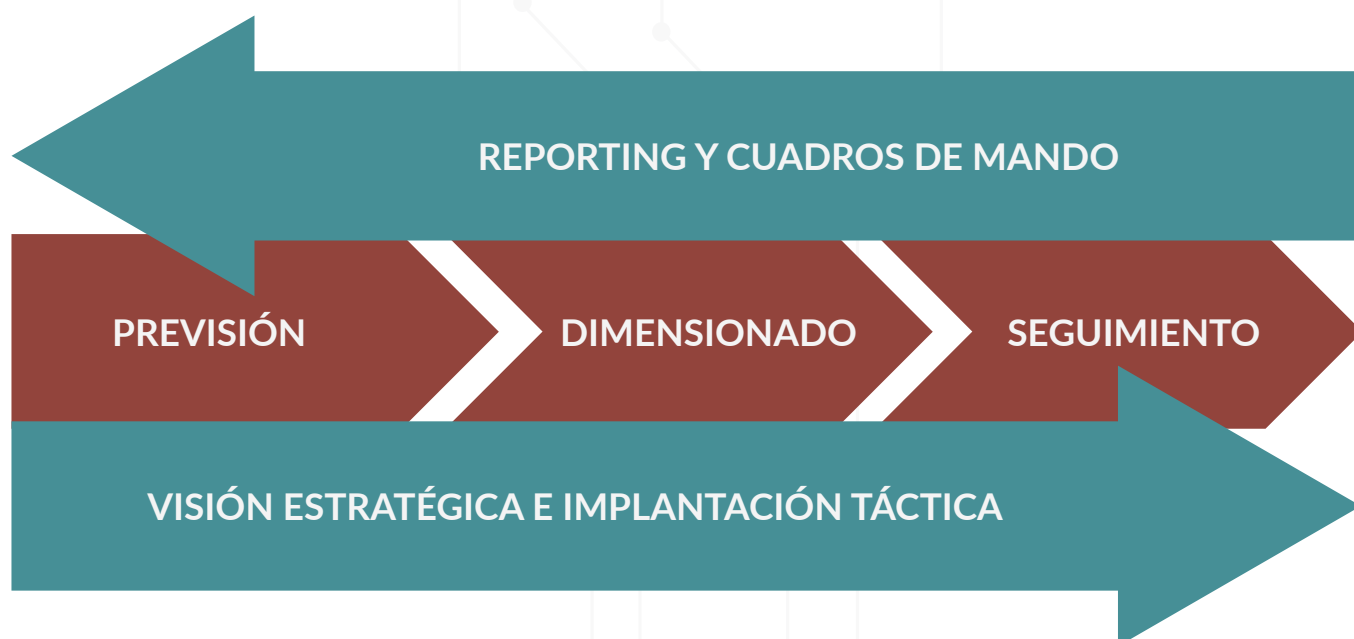 REPORTING Y CUADROS DE MANDO
PREVISIÓN
DIMENSIONADO
SEGUIMIENTO
VISIÓN ESTRATÉGICA E IMPLANTACIÓN TÁCTICA